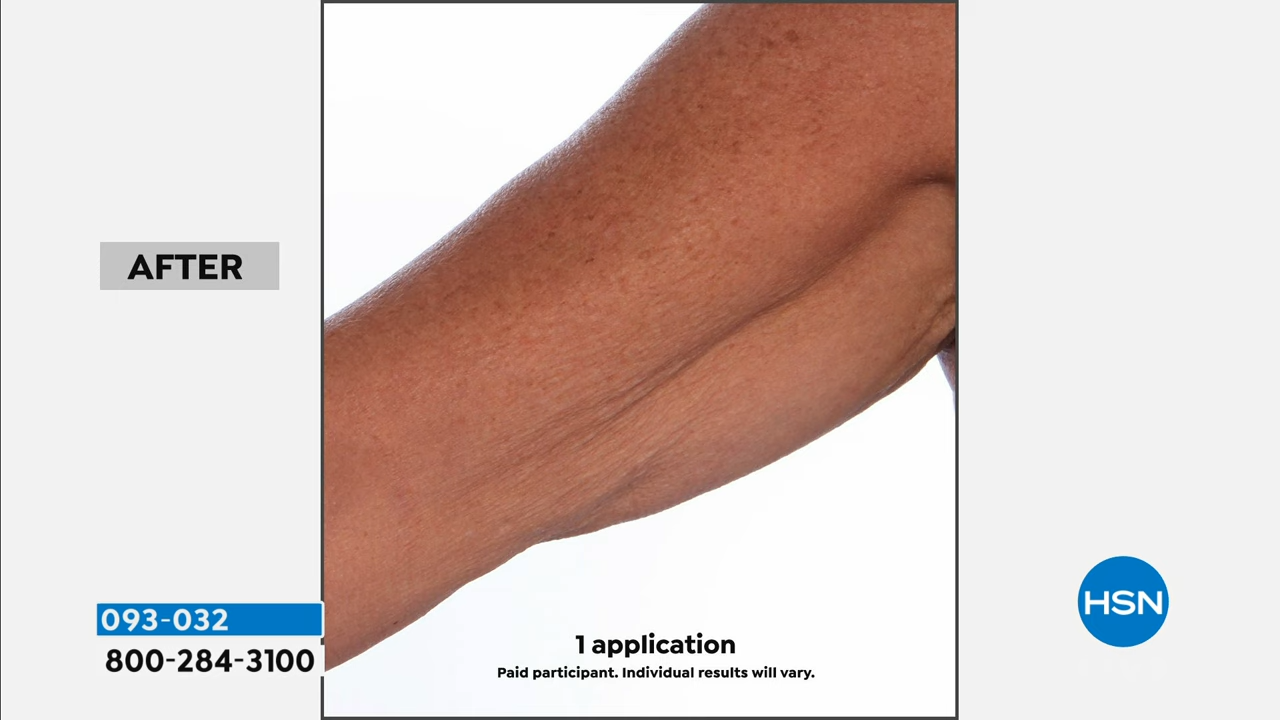 AFTER
093-032
800-284-3100
1 application
Paid participant. Individual results will vary.
HSN